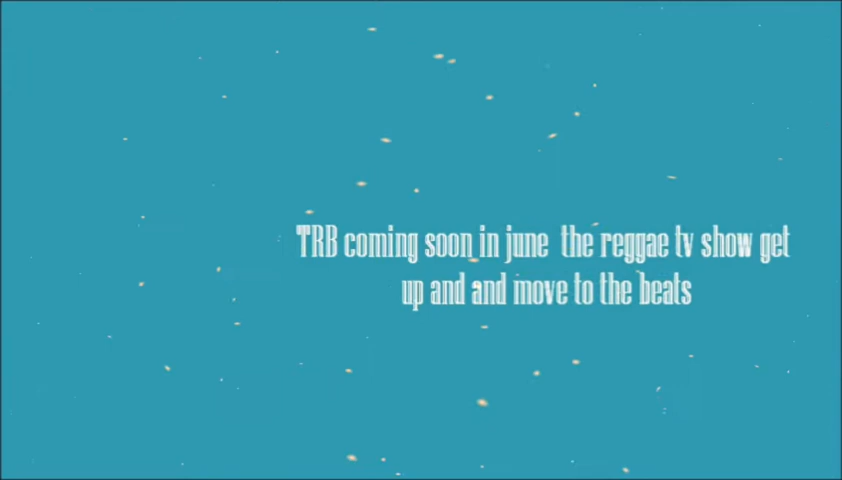 TRB coming soon in june the reggae tv show get
up and and move to the beats